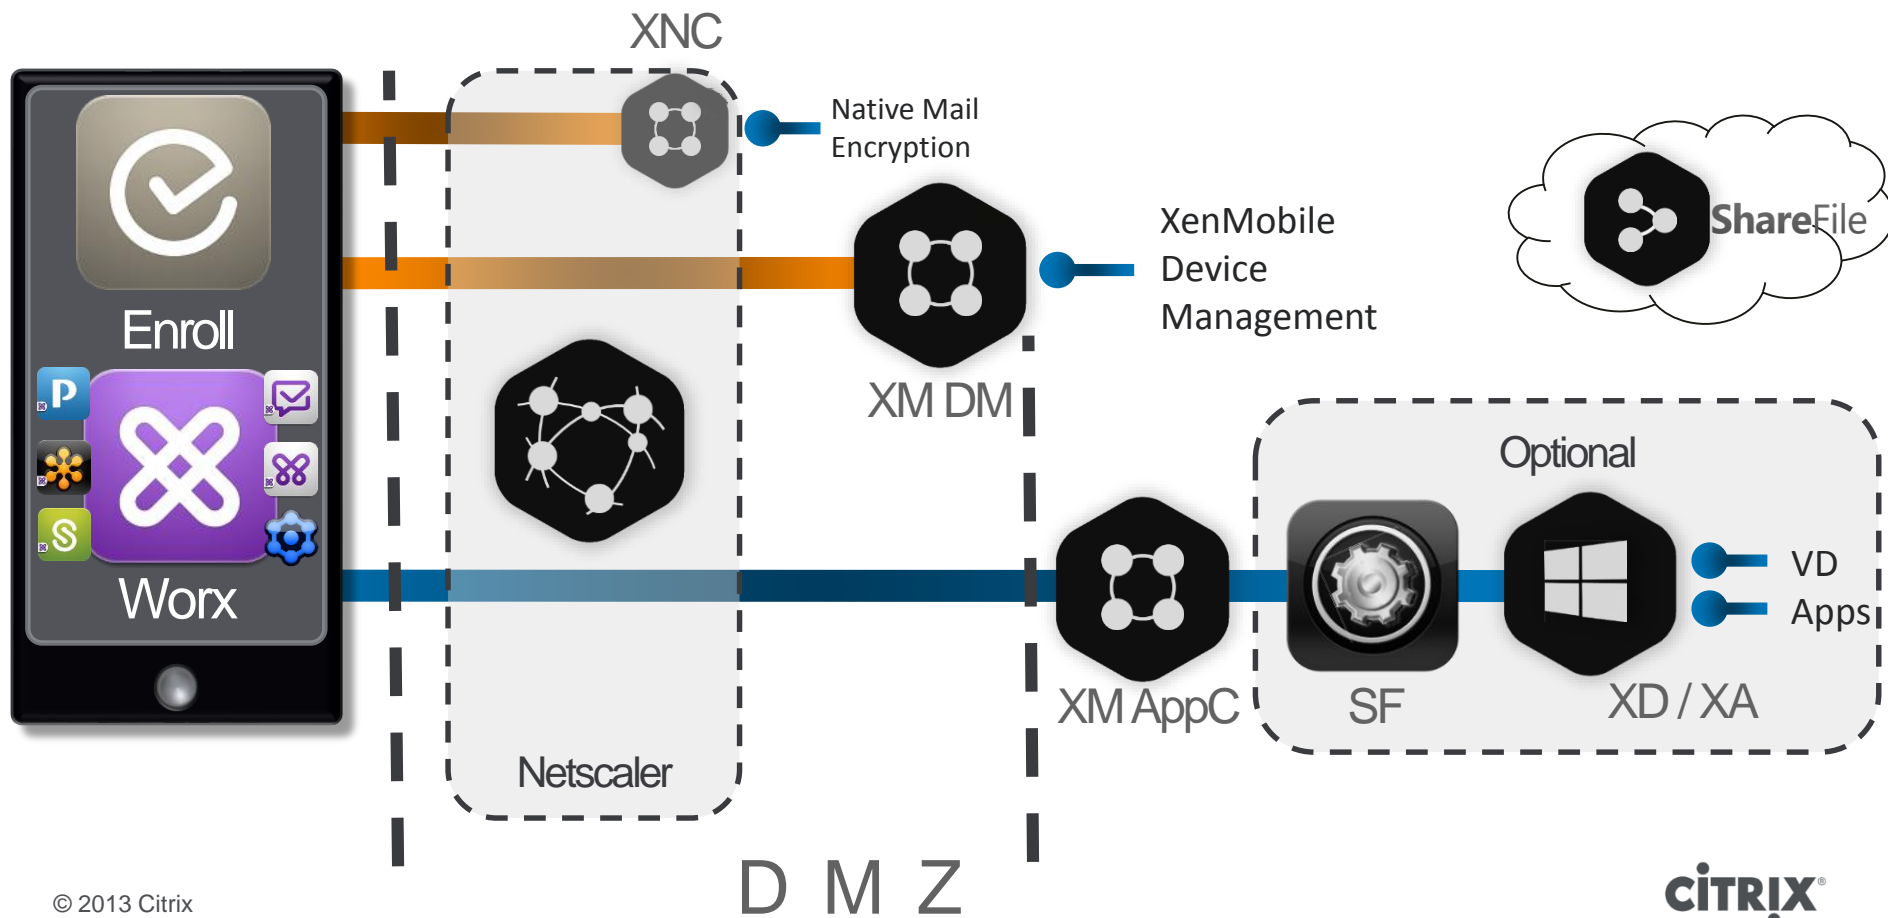 XNC
Native Mail
Encryption
XenMobile
Device
Management
ShareFile
Enroll
P
S
Worx
XM DM
Optional
VD
Apps
XM AppC
SF
XD / XA
Netscaler
D M Z
© 2013 Citrix
CiTRIX®